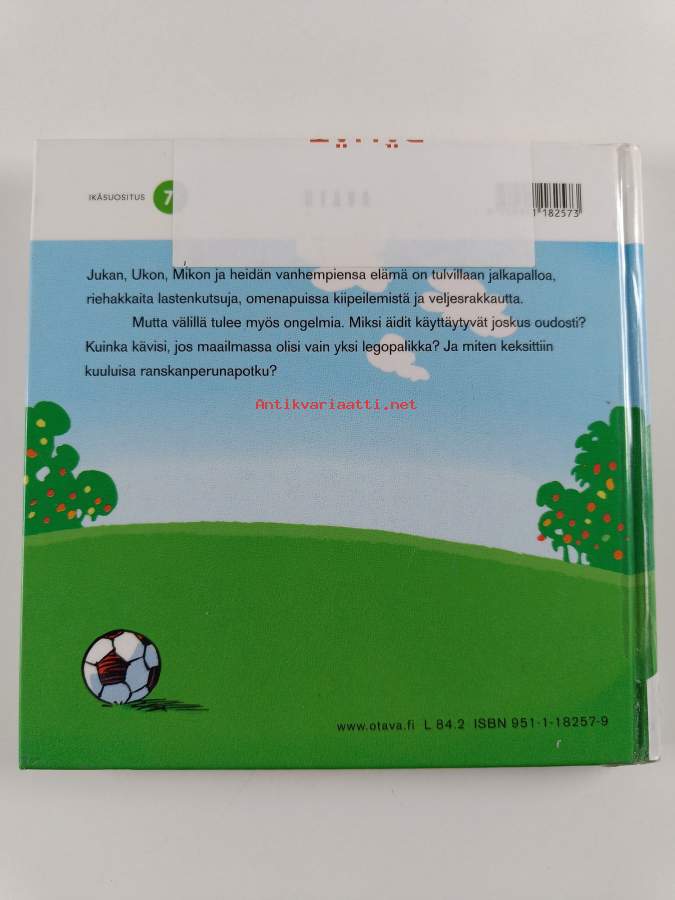 IKÄSUOSITUS 7
182573
Jukan, Ukon, Mikon ja heidän vanhempiensa elämä on tulvillaan jalkapalloa,
riehakkaita lastenkutsuja, omenapuissa kiipeilemistä ja veljesrakkautta.
Mutta välillä tulee myös ongelmia. Miksi äidit käyttäytyvät joskus oudosti?
Kuinka kävisi, jos maailmassa olisi vain yksi legopalikka? Ja miten keksittiin
kuuluisa ranskanperunapotku?
Antikvariaatti.net
www.otava.fi L 84.2 ISBN 951-1-18257-9